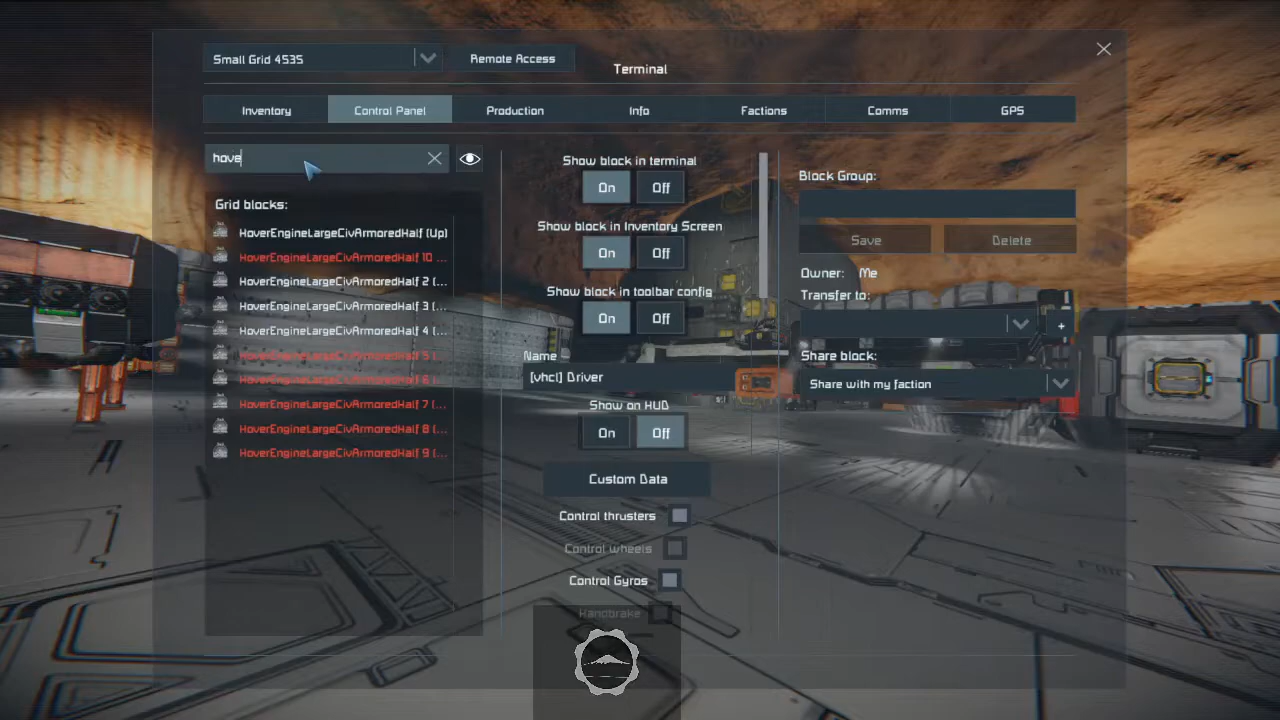 Small Grid 4535
Remote Access
Terminal
Inventory
Control Panel
Production
Info
Factions
Comms
GPS
hove
Grid blocks:
HoverEngineLargeCivArmoredHalf (Up)
HoverEngineLargeCivArmoredHalf 10 ...
HoverEngineLargeCivArmoredHalf 2 (...
HoverEngineLargeCivArmoredHalf 3 (...
HoverEngineLargeCivArmoredHalf 4 (...
HoverEngineLargeCivArmoredHalf 5 (...
HoverEngineLargeCivArmoredHalf 6 (...
HoverEngineLargeCivArmoredHalf 7 (...
HoverEngineLargeCivArmoredHalf 8 (...
HoverEngineLargeCivArmoredHalf 9 (...
Show block in terminal
On Off
Show block in Inventory Screen
On Off
Show block in toolbar config
On Off
Name
[vhcl] Driver
Show on HUD
On Off
Custom Data
Control thrusters
Control wheels
Control Gyros
Handbrake
Block Group:
Save Delete
Owner: Me
Transfer to:
+
Share block:
Share with my faction